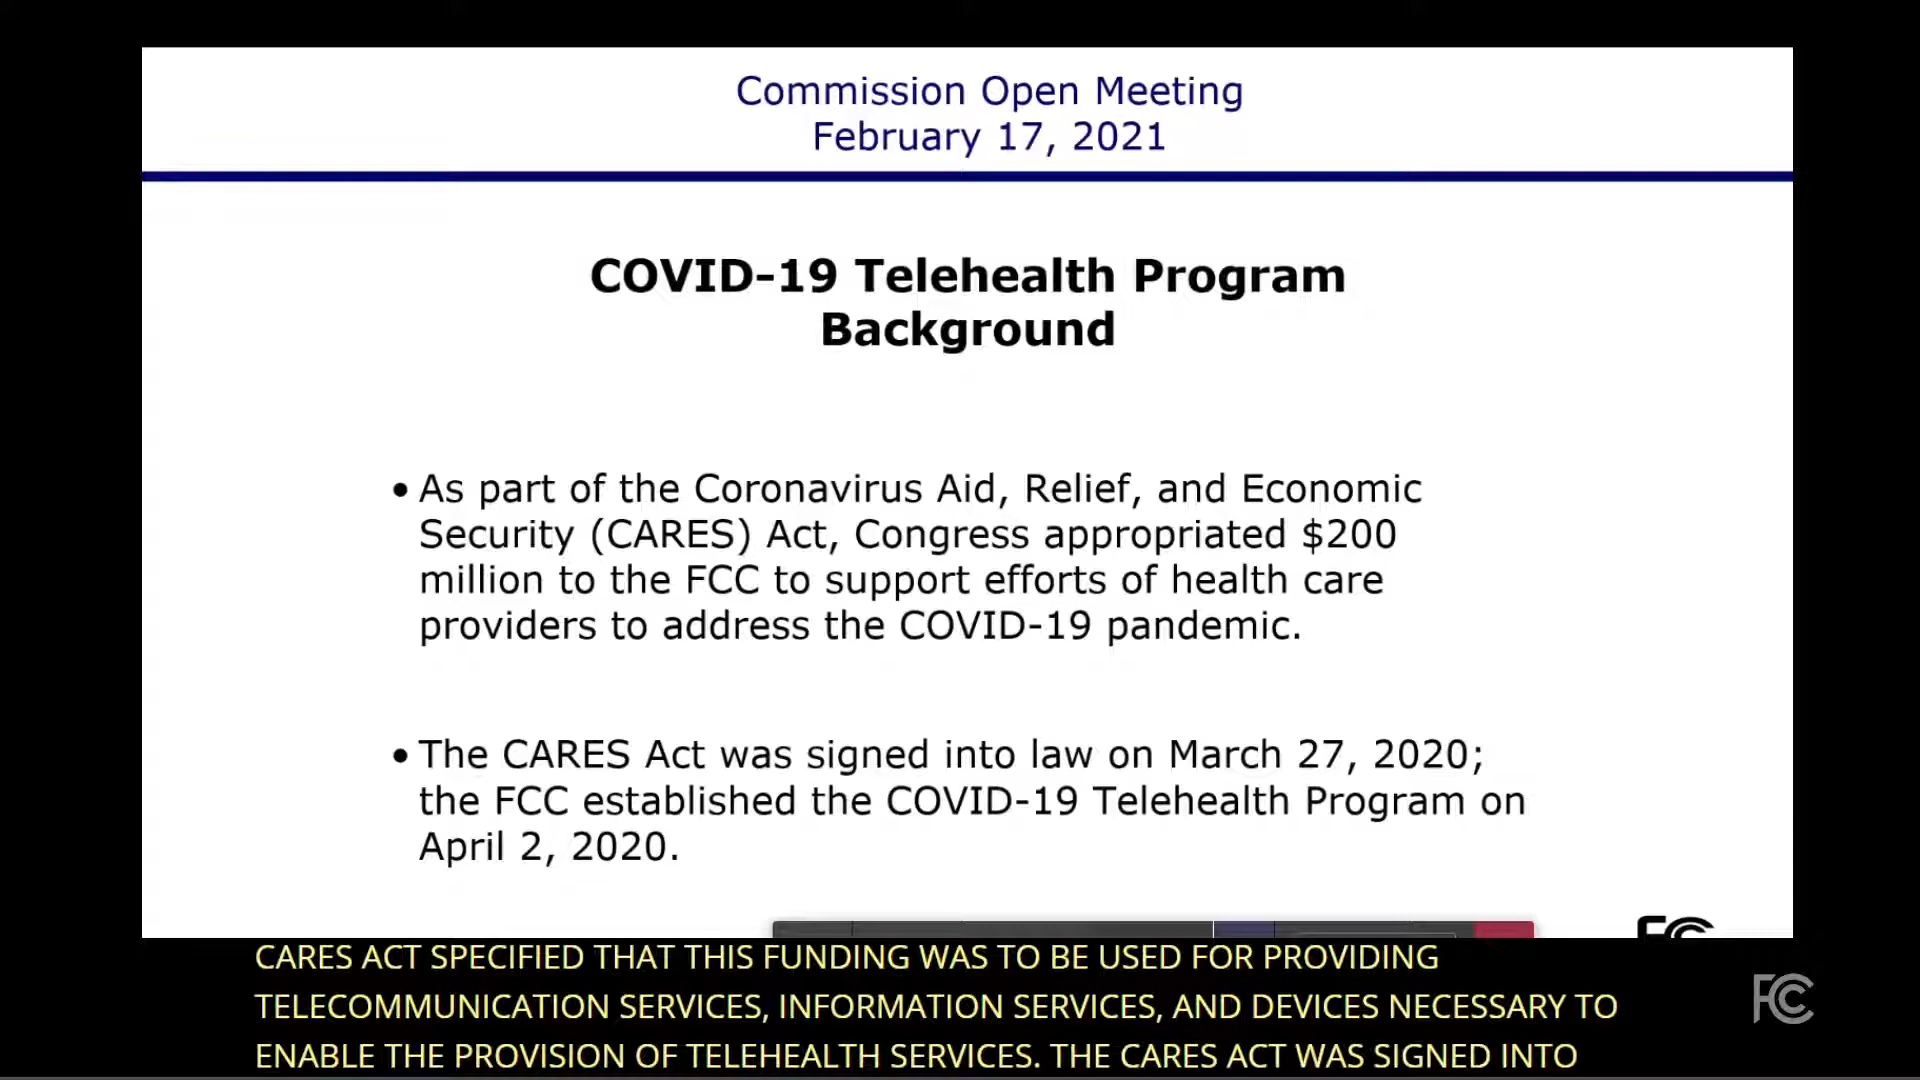 Commission Open Meeting
February 17, 2021
COVID-19 Telehealth Program
Background
• As part of the Coronavirus Aid, Relief, and Economic
Security (CARES) Act, Congress appropriated $200
million to the FCC to support efforts of health care
providers to address the COVID-19 pandemic.
• The CARES Act was signed into law on March 27, 2020;
the FCC established the COVID-19 Telehealth Program on
April 2, 2020.
FCC
CARES ACT SPECIFIED THAT THIS FUNDING WAS TO BE USED FOR PROVIDING
TELECOMMUNICATION SERVICES, INFORMATION SERVICES, AND DEVICES NECESSARY TO
ENABLE THE PROVISION OF TELEHEALTH SERVICES. THE CARES ACT WAS SIGNED INTO
FCC